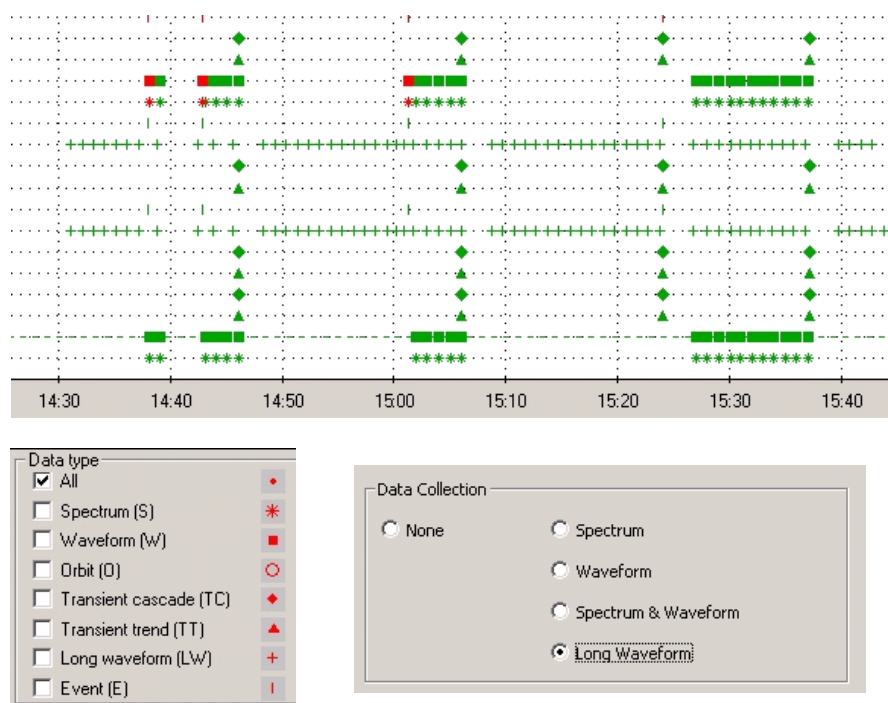 14:30 14:40 14:50 15:00 15:10 15:20 15:30 15:40
Data type
All
Spectrum (S)
Waveform (W)
Orbit (O)
Transient cascade (TC)
Transient trend (TT)
Long waveform (LW)
Event (E)
Data Collection
None
Spectrum
Waveform
Spectrum & Waveform
Long Waveform